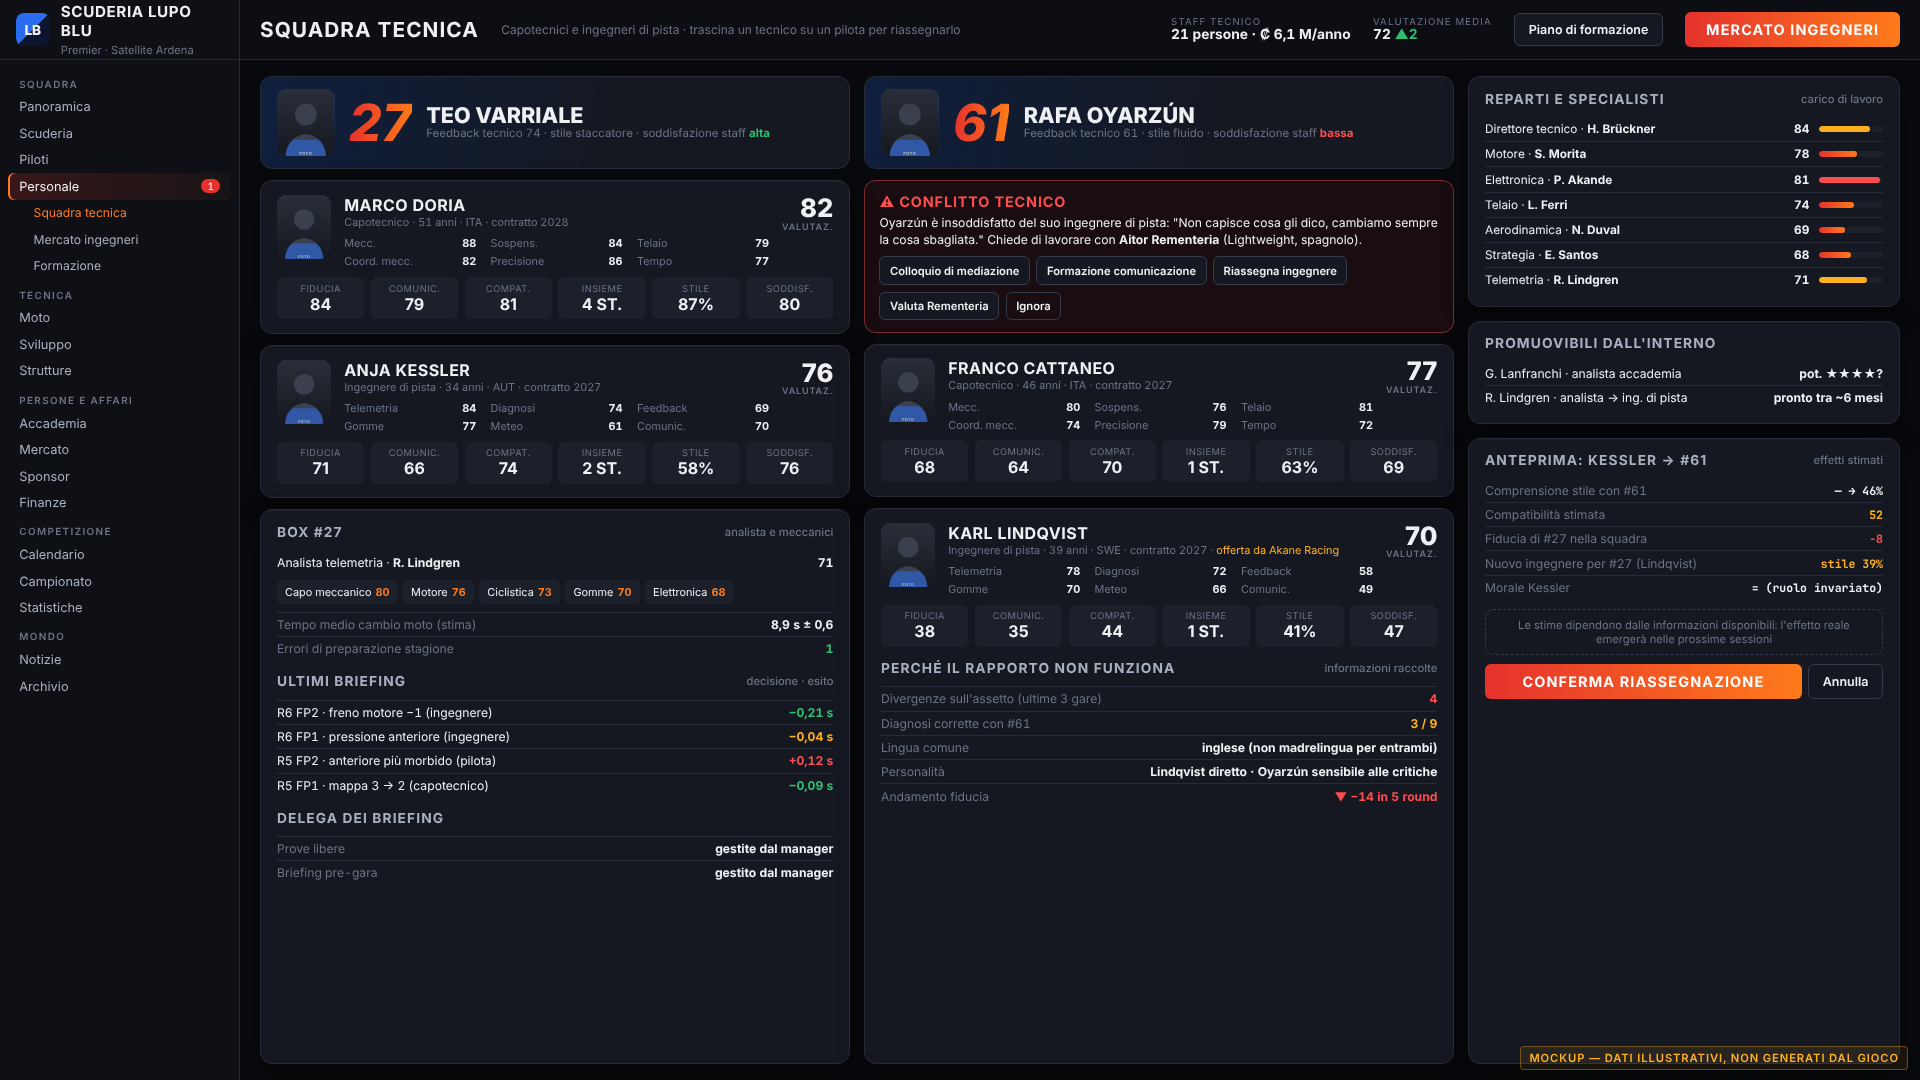 LB
SCUDERIA LUPO BLU
Premier · Satellite Ardena
SQUADRA
Panoramica
Scuderia
Piloti
Personale 1
Squadra tecnica
Mercato ingegneri
Formazione
TECNICA
Moto
Sviluppo
Strutture
PERSONE E AFFARI
Accademia
Mercato
Sponsor
Finanze
COMPETIZIONE
Calendario
Campionato
Statistiche
MONDO
Notizie
Archivio
SQUADRA TECNICA
Capotecnici e ingegneri di pista · trascina un tecnico su un pilota per riassegnarlo
STAFF TECNICO
21 persone · ₡ 6,1 M/anno
VALUTAZIONE MEDIA
72 ▲2
Piano di formazione
MERCATO INGEGNERI
27
TEO VARRIALE
Feedback tecnico 74 · stile staccatore · soddisfazione staff alta
MARCO DORIA
Capotecnico · 51 anni · ITA · contratto 2028
82
VALUTAZ.
Mecc. 88 Sospens. 84 Telaio 79
Coord. mecc. 82 Precisione 86 Tempo 77
FIDUCIA 84
COMUNIC. 79
COMPAT. 81
INSIEME 4 ST.
STILE 87%
SODDISF. 80
ANJA KESSLER
Ingegnere di pista · 34 anni · AUT · contratto 2027
76
VALUTAZ.
Telemetria 84 Diagnosi 74 Feedback 69
Gomme 77 Meteo 61 Comunic. 70
FIDUCIA 71
COMUNIC. 66
COMPAT. 74
INSIEME 2 ST.
STILE 58%
SODDISF. 76
BOX #27
analista e meccanici
Analista telemetria · R. Lindgren 71
Capo meccanico 80 Motore 76 Ciclistica 73 Gomme 70 Elettronica 68
Tempo medio cambio moto (stima) 8,9 s ± 0,6
Errori di preparazione stagione 1
ULTIMI BRIEFING
decisione · esito
R6 FP2 · freno motore −1 (ingegnere) −0,21 s
R6 FP1 · pressione anteriore (ingegnere) −0,04 s
R5 FP2 · anteriore più morbido (pilota) +0,12 s
R5 FP1 · mappa 3 → 2 (capotecnico) −0,09 s
DELEGA DEI BRIEFING
Prove libere gestite dal manager
Briefing pre-gara gestito dal manager
61
RAFA OYARZÚN
Feedback tecnico 61 · stile fluido · soddisfazione staff bassa
⚠ CONFLITTO TECNICO
Oyarzún è insoddisfatto del suo ingegnere di pista: "Non capisce cosa gli dico, cambiamo sempre
la cosa sbagliata." Chiede di lavorare con Aitor Rementeria (Lightweight, spagnolo).
Colloquio di mediazione
Formazione comunicazione
Riassegna ingegnere
Valuta Rementeria
Ignora
FRANCO CATTANEO
Capotecnico · 46 anni · ITA · contratto 2027
77
VALUTAZ.
Mecc. 80 Sospens. 76 Telaio 81
Coord. mecc. 74 Precisione 79 Tempo 72
FIDUCIA 68
COMUNIC. 64
COMPAT. 70
INSIEME 1 ST.
STILE 63%
SODDISF. 69
KARL LINDQVIST
Ingegnere di pista · 39 anni · SWE · contratto 2027 · offerta da Akane Racing
70
VALUTAZ.
Telemetria 78 Diagnosi 72 Feedback 58
Gomme 70 Meteo 66 Comunic. 49
FIDUCIA 38
COMUNIC. 35
COMPAT. 44
INSIEME 1 ST.
STILE 41%
SODDISF. 47
PERCHÉ IL RAPPORTO NON FUNZIONA
informazioni raccolte
Divergenze sull'assetto (ultime 3 gare) 4
Diagnosi corrette con #61 3 / 9
Lingua comune inglese (non madrelingua per entrambi)
Personalità Lindqvist diretto · Oyarzún sensibile alle critiche
Andamento fiducia ▼ −14 in 5 round
REPARTI E SPECIALISTI
carico di lavoro
Direttore tecnico · H. Brückner 84
Motore · S. Morita 78
Elettronica · P. Akande 81
Telaio · L. Ferri 74
Aerodinamica · N. Duval 69
Strategia · E. Santos 68
Telemetria · R. Lindgren 71
PROMUOVIBILI DALL'INTERNO
G. Lanfranchi · analista accademia pot. ★★★★?
R. Lindgren · analista → ing. di pista pronto tra ~6 mesi
ANTEPRIMA: KESSLER → #61
effetti stimati
Comprensione stile con #61 — → 46%
Compatibilità stimata 52
Fiducia di #27 nella squadra -8
Nuovo ingegnere per #27 (Lindqvist) stile 39%
Morale Kessler = (ruolo invariato)
Le stime dipendono dalle informazioni disponibili: l'effetto reale
emergerà nelle prossime sessioni
CONFERMA RIASSEGNAZIONE
Annulla
MOCKUP — DATI ILLUSTRATIVI, NON GENERATI DAL GIOCO